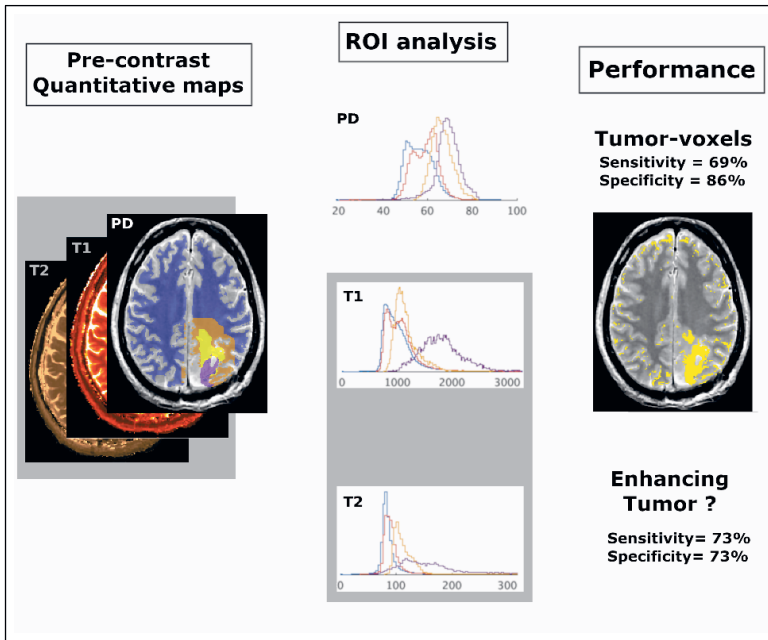 Pre-contrast
Quantitative maps
ROI analysis
Performance
T2
T1
PD
PD
20 40 60 80 100
T1
0 1000 2000 3000
T2
0 100 200 300
Tumor-voxels
Sensitivity = 69%
Specificity = 86%
Enhancing
Tumor ?
Sensitivity= 73%
Specificity= 73%